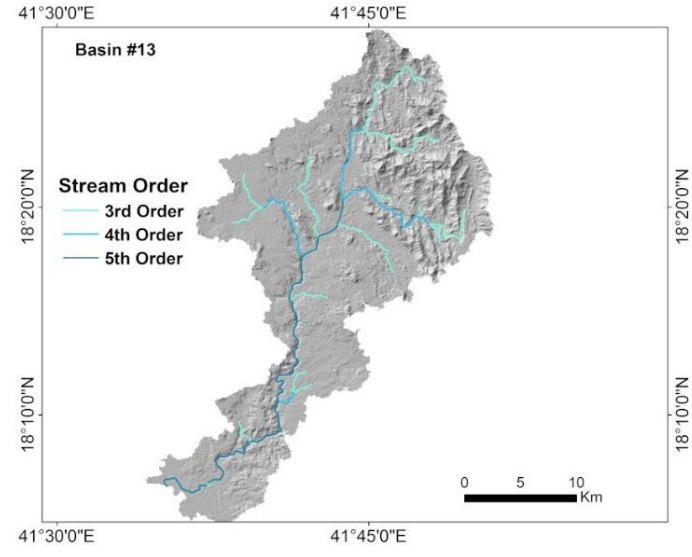 41°30'0"E 41°45'0"E
Basin #13
Stream Order
3rd Order
4th Order
5th Order
18°20'0"N 18°20'0"N
18°10'0"N 18°10'0"N
0 5 10
Km
41°30'0"E 41°45'0"E